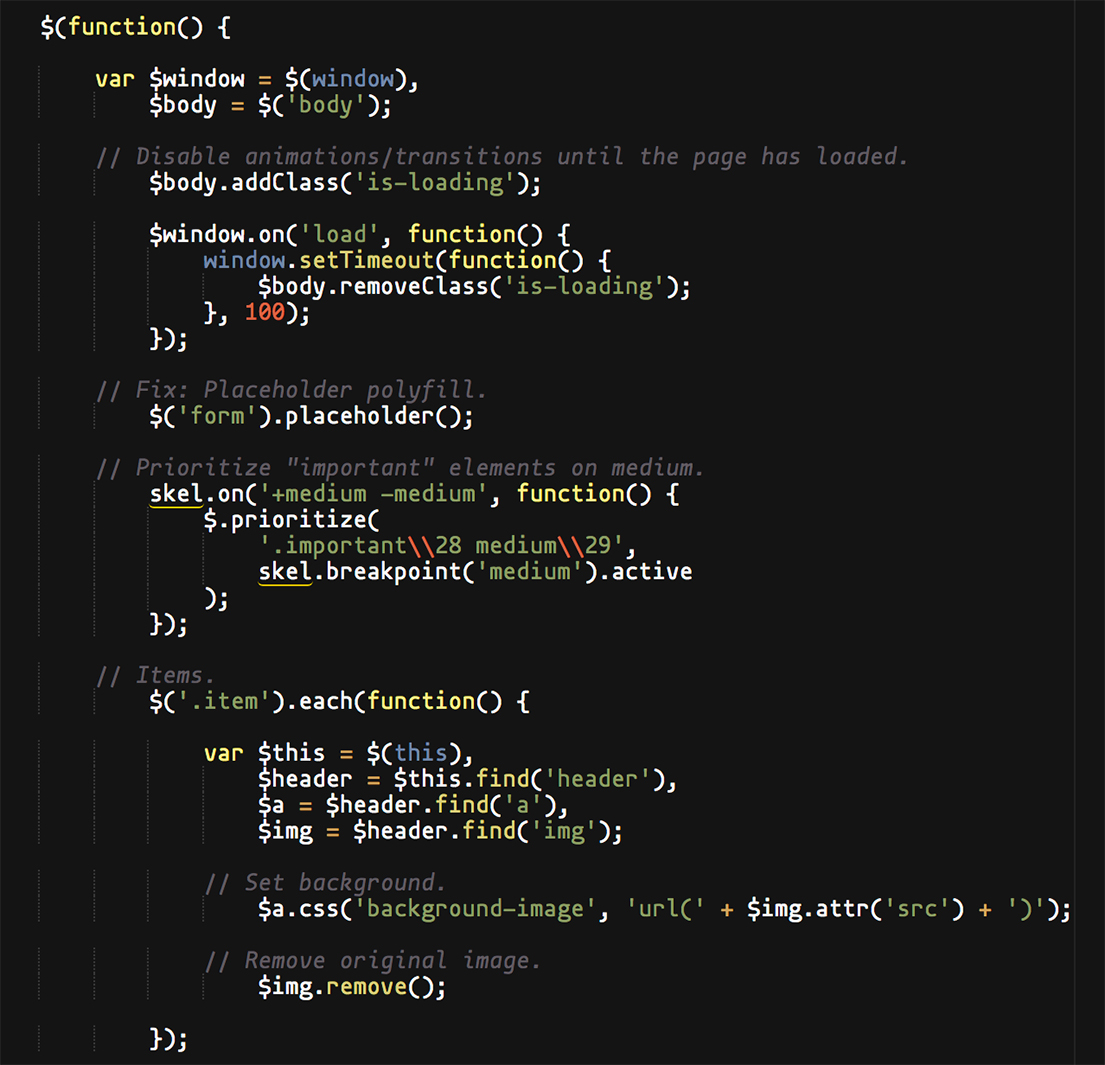 $(function() {
var $window = $(window),
$body = $('body');
// Disable animations/transitions until the page has loaded.
$body.addClass('is-loading');
$window.on('load', function() {
window.setTimeout(function() {
$body.removeClass('is-loading');
}, 100);
});
// Fix: Placeholder polyfill.
$('form').placeholder();
// Prioritize "important" elements on medium.
skel.on('+medium -medium', function() {
$.prioritize(
'.important\\28 medium\\29',
skel.breakpoint('medium').active
);
});
// Items.
$('.item').each(function() {
var $this = $(this),
$header = $this.find('header'),
$a = $header.find('a'),
$img = $header.find('img');
// Set background.
$a.css('background-image', 'url(' + $img.attr('src') + ')');
// Remove original image.
$img.remove();
});